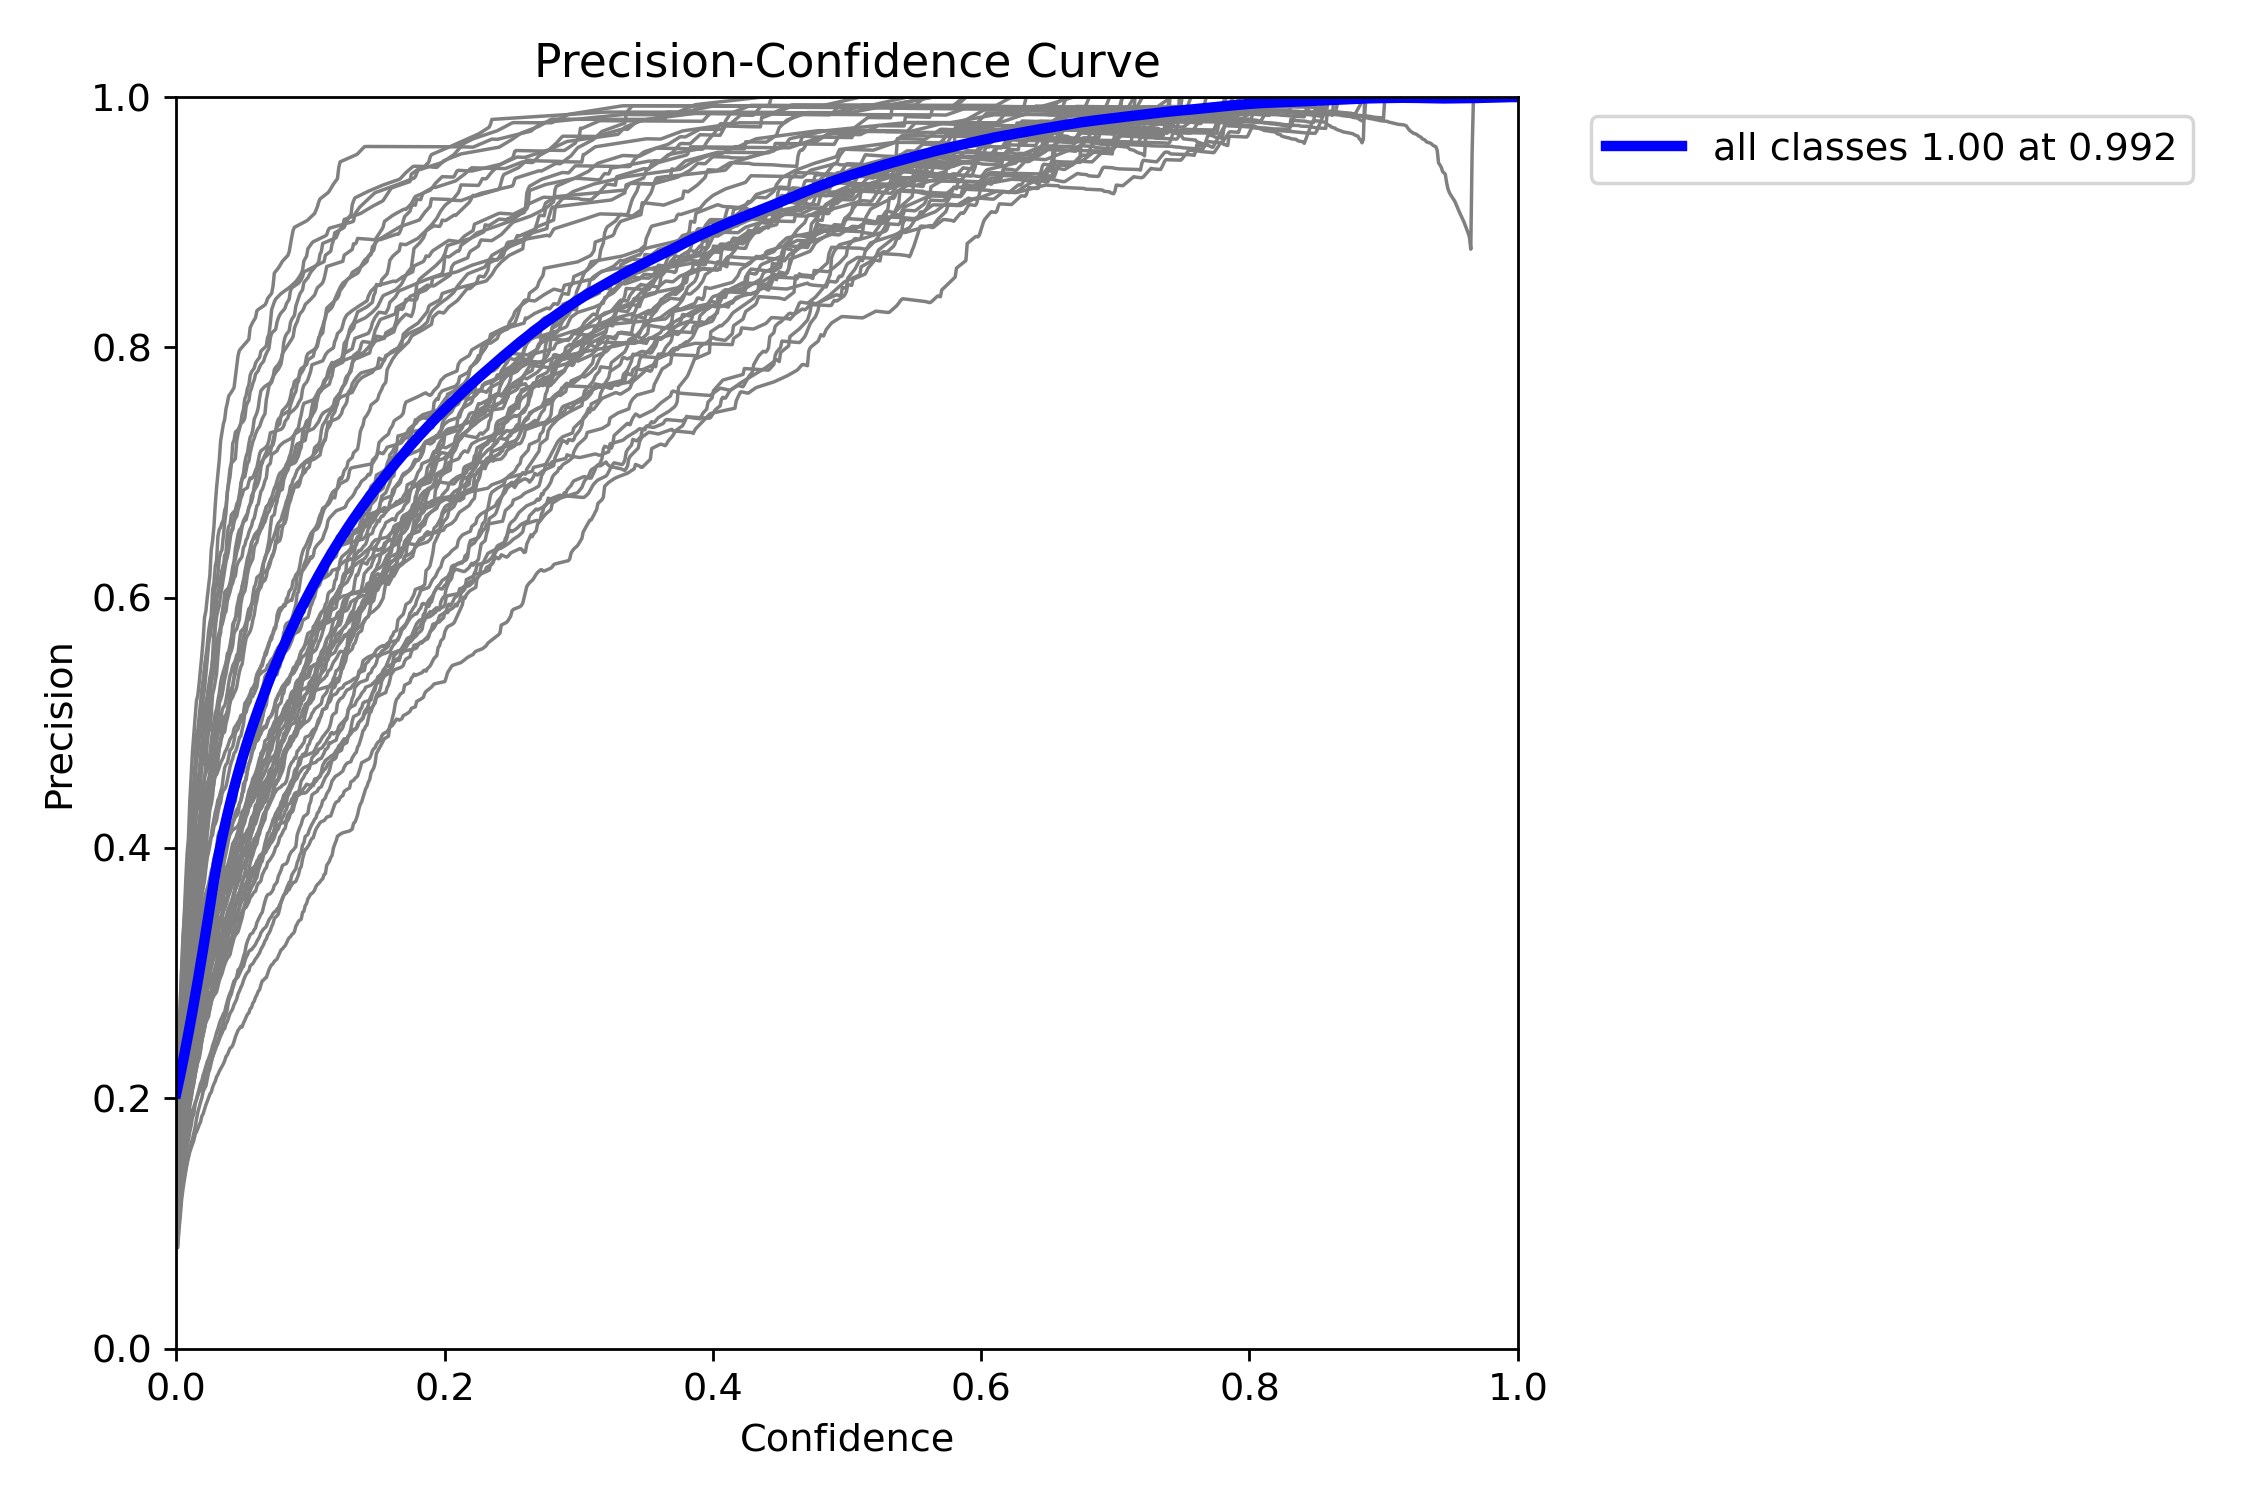 Precision-Confidence Curve
1.0
all classes 1.00 at 0.992
0.8
0.6
Precision
0.4
0.2
0.0
0.0 0.2 0.4 0.6 0.8 1.0
Confidence